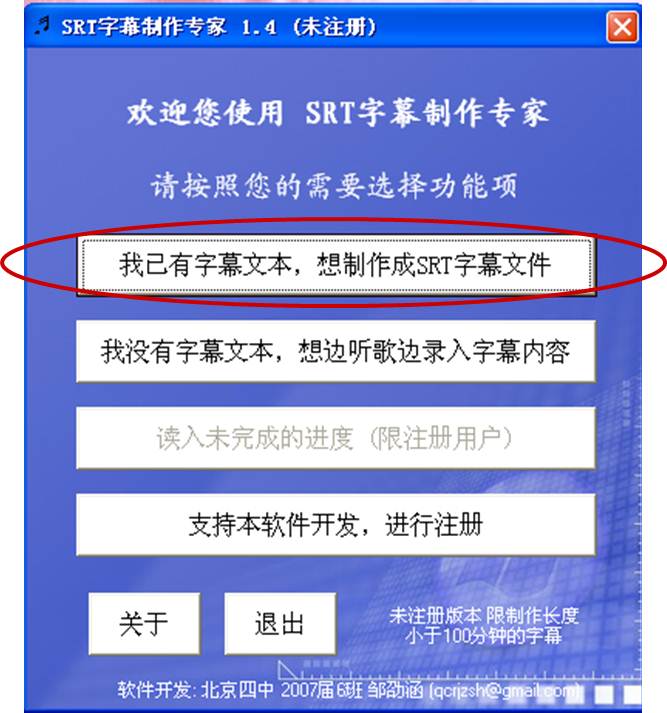 SRT字幕制作专家 1.4 (未注册)
欢迎您使用 SRT字幕制作专家
请按照您的需要选择功能项
我已有字幕文本，想制作成SRT字幕文件
我没有字幕文本，想边听歌边录入字幕内容
读入未完成的进度（限注册用户）
支持本软件开发，进行注册
关于
退出
未注册版本 限制作长度
小于100分钟的字幕
软件开发: 北京四中 2007届6班 邹劭涵 (qcrjzsh@gmail.com)